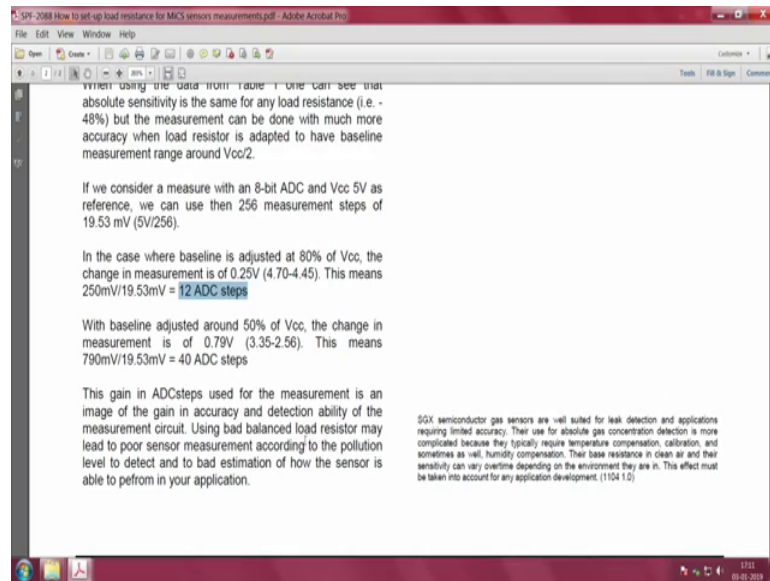 SPF-2088 How to set-up load resistance for MiCS sensors measurements.pdf - Adobe Acrobat Pro
File Edit View Window Help
Open Create Customize
Tools Fill & Sign Comment
When using the data from Table 1 one can see that
absolute sensitivity is the same for any load resistance (i.e. -
48%) but the measurement can be done with much more
accuracy when load resistor is adapted to have baseline
measurement range around Vcc/2.
If we consider a measure with an 8-bit ADC and Vcc 5V as
reference, we can use then 256 measurement steps of
19.53 mV (5V/256).
In the case where baseline is adjusted at 80% of Vcc, the
change in measurement is of 0.25V (4.70-4.45). This means
250mV/19.53mV = 12 ADC steps
With baseline adjusted around 50% of Vcc, the change in
measurement is of 0.79V (3.35-2.56). This means
790mV/19.53mV = 40 ADC steps
This gain in ADCsteps used for the measurement is an
image of the gain in accuracy and detection ability of the
measurement circuit. Using bad balanced load resistor may
lead to poor sensor measurement according to the pollution
level to detect and to bad estimation of how the sensor is
able to pefrom in your application.
SGX semiconductor gas sensors are well suited for leak detection and applications
requiring limited accuracy. Their use for absolute gas concentration detection is more
complicated because they typically require temperature compensation, calibration, and
sometimes as well, humidity compensation. Their base resistance in clean air and their
sensitivity can vary overtime depending on the environment they are in. This effect must
be taken into account for any application development. (1104 1.0)
17:11
03-01-2019